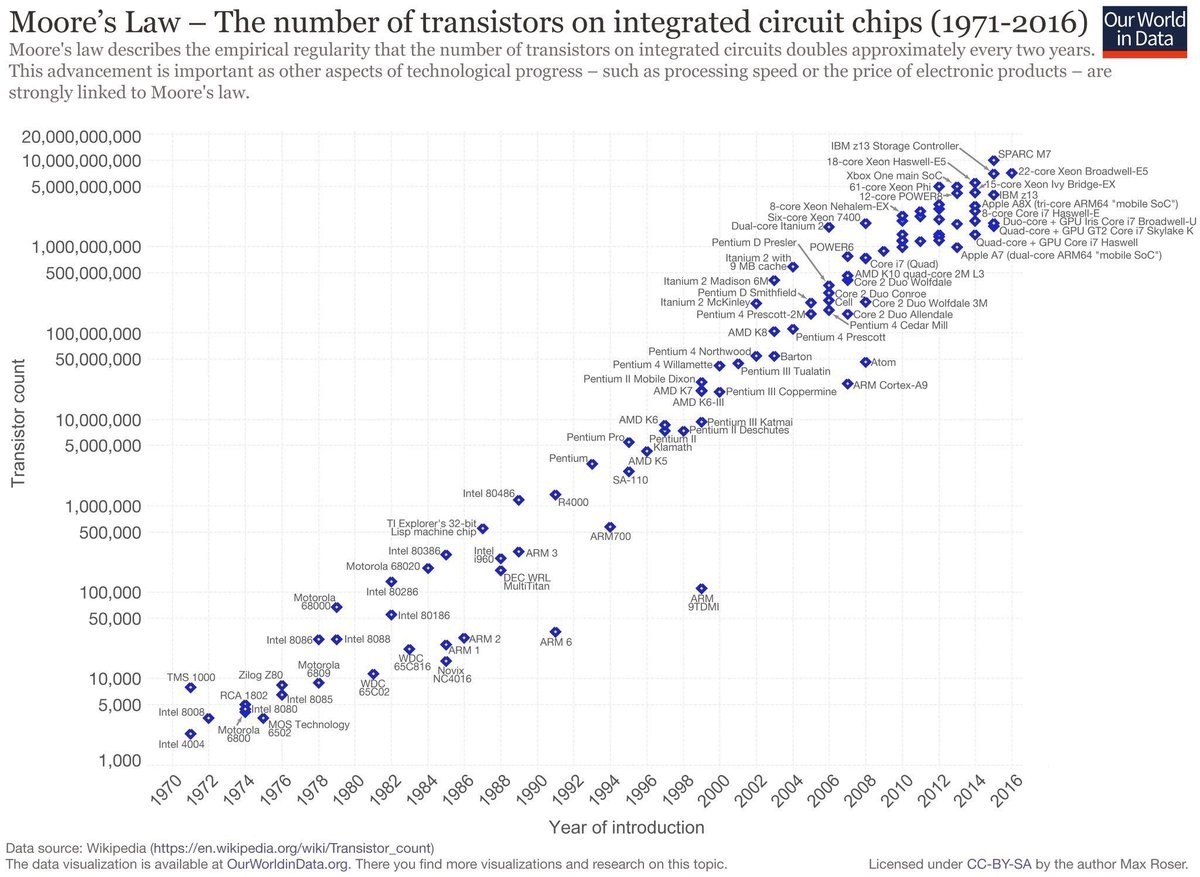 Moore's Law – The number of transistors on integrated circuit chips (1971-2016)
Our World
in Data
Moore's law describes the empirical regularity that the number of transistors on integrated circuits doubles approximately every two years.
This advancement is important as other aspects of technological progress – such as processing speed or the price of electronic products – are
strongly linked to Moore's law.
Transistor count
20,000,000,000
10,000,000,000
5,000,000,000
1,000,000,000
500,000,000
100,000,000
50,000,000
10,000,000
5,000,000
1,000,000
500,000
100,000
50,000
10,000
5,000
1,000
IBM z13 Storage Controller
SPARC M7
18-core Xeon Haswell-E5
22-core Xeon Broadwell-E5
Xbox One main SoC
61-core Xeon Phi
15-core Xeon Ivy Bridge-EX
12-core POWER8
IBM z13
Apple A8X (tri-core ARM64 "mobile SoC")
8-core Xeon Nehalem-EX
8-core Core i7 Haswell-E
Six-core Xeon 7400
Duo-core + GPU Iris Core i7 Broadwell-U
Dual-core Itanium 2
Quad-core + GPU GT2 Core i7 Skylake K
Pentium D Presler
POWER6
Quad-core + GPU Core i7 Haswell
Apple A7 (dual-core ARM64 "mobile SoC")
Itanium 2 with
9 MB cache
Core i7 (Quad)
AMD K10 quad-core 2M L3
Itanium 2 Madison 6M
Core 2 Duo Wolfdale
Pentium D Smithfield
Core 2 Duo Conroe
Itanium 2 McKinley
Cell
Core 2 Duo Wolfdale 3M
Pentium 4 Prescott-2M
Core 2 Duo Allendale
Pentium 4 Cedar Mill
AMD K8
Pentium 4 Prescott
Pentium 4 Northwood
Barton
Pentium 4 Willamette
Pentium III Tualatin
Atom
Pentium II Mobile Dixon
ARM Cortex-A9
AMD K7
Pentium III Coppermine
AMD K6-III
AMD K6
Pentium III Katmai
Pentium II Deschutes
Pentium Pro
Pentium II
Klamath
Pentium
AMD K5
SA-110
Intel 80486
R4000
TI Explorer's 32-bit
Lisp machine chip
ARM700
Intel 80386
Intel
i960
ARM 3
Motorola 68020
DEC WRL
MultiTitan
Intel 80286
ARM
9TDMI
Motorola
68000
Intel 80186
Intel 8086
Intel 8088
ARM 2
ARM 6
ARM 1
WDC
65C816
Novix
NC4016
Motorola
6809
TMS 1000
Zilog Z80
WDC
65C02
RCA 1802
Intel 8085
Intel 8008
Intel 8080
Motorola
6800
MOS Technology
6502
Intel 4004
1970
1972
1974
1976
1978
1980
1982
1984
1986
1988
1990
1992
1994
1996
1998
2000
2002
2004
2006
2008
2010
2012
2014
2016
Year of introduction
Data source: Wikipedia (https://en.wikipedia.org/wiki/Transistor_count)
The data visualization is available at OurWorldinData.org. There you find more visualizations and research on this topic.
Licensed under CC-BY-SA by the author Max Roser.